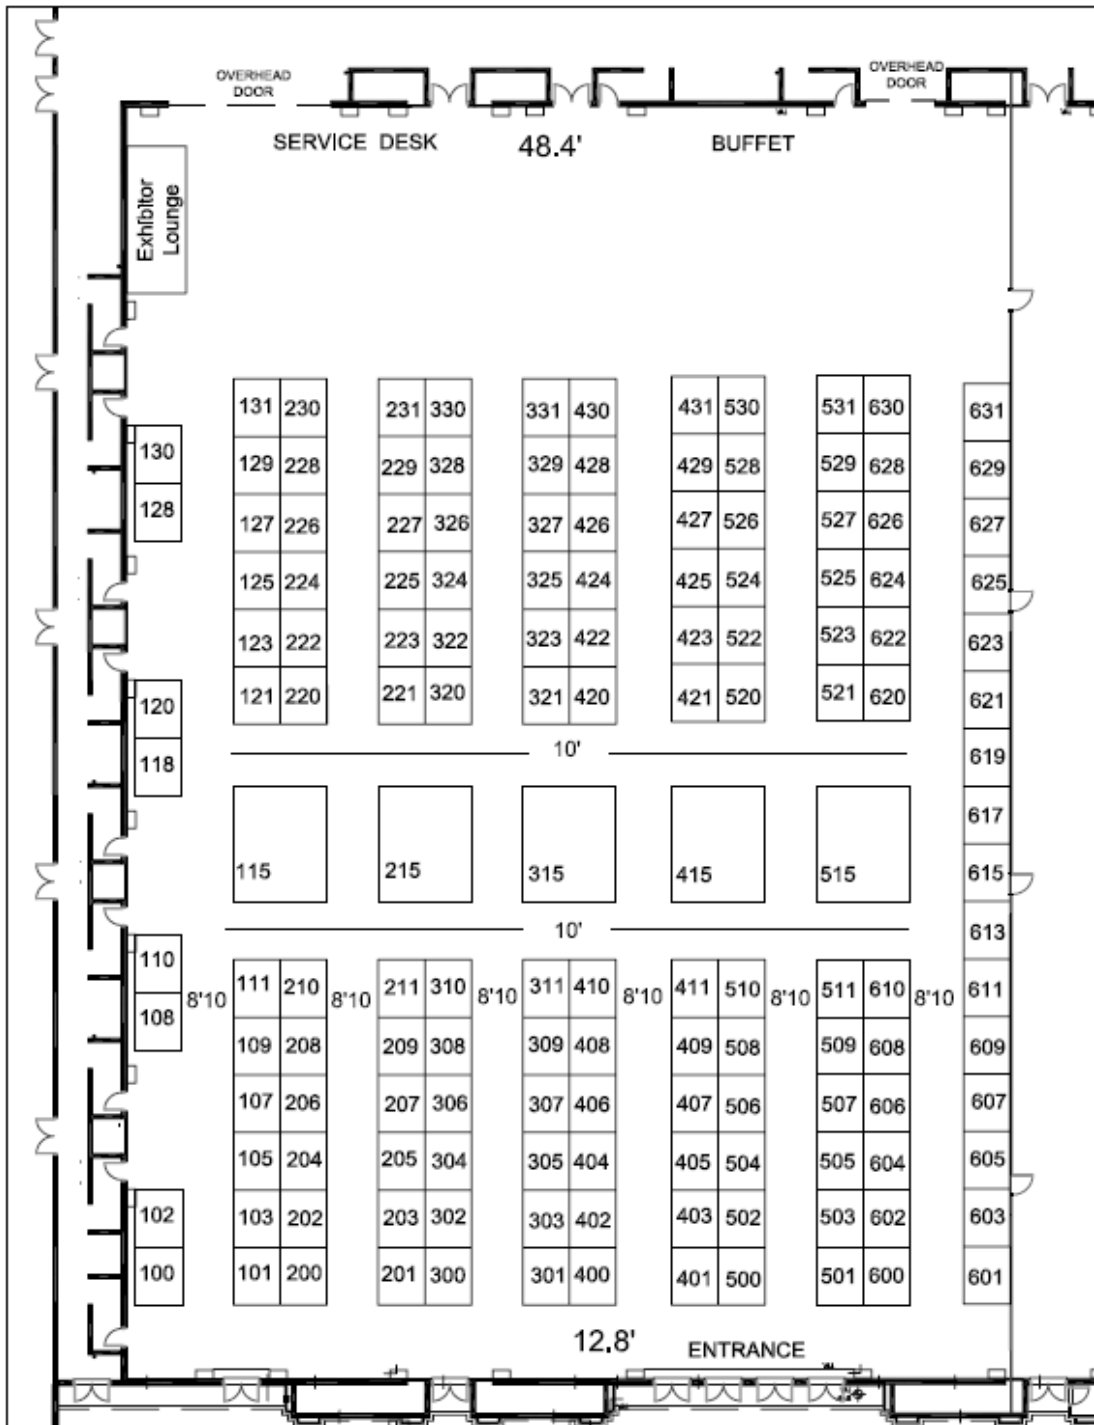 OVERHEAD
DOOR
OVERHEAD
DOOR
SERVICE DESK
48.4'
BUFFET
Exhibitor
Lounge
131 230 231 330 331 430 431 530 531 630 631
130
129 228 229 328 329 428 429 528 529 628 629
128
127 226 227 326 327 426 427 526 527 626 627
125 224 225 324 325 424 425 524 525 624 625
123 222 223 322 323 422 423 522 523 622 623
121 220 221 320 321 420 421 520 521 620 621
120
10'
118
619
617
115 215 315 415 515 615
10'
613
110
111 210 211 310 311 410 411 510 511 610 611
8'10 8'10 8'10 8'10 8'10 8'10
108
109 208 209 308 309 408 409 508 509 608 609
107 206 207 306 307 406 407 506 507 606 607
105 204 205 304 305 404 405 504 505 604 605
102 103 202 203 302 303 402 403 502 503 602 603
100 101 200 201 300 301 400 401 500 501 600 601
12.8'
ENTRANCE